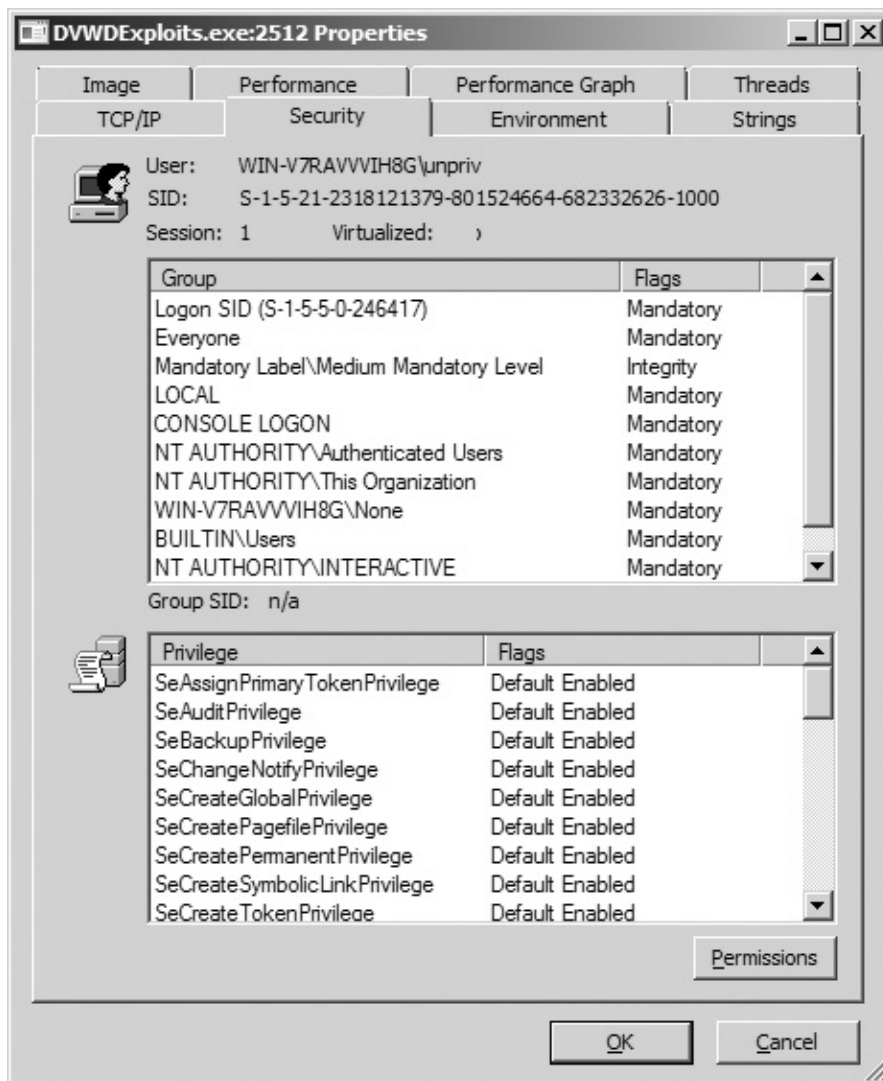 DVWDExploits.exe:2512 Properties
Image Performance Performance Graph Threads
TCP/IP Security Environment Strings
User: WIN-V7RAVVVIH8G\unpriv
SID: S-1-5-21-2318121379-801524664-682332626-1000
Session: 1 Virtualized:
Group Flags
Logon SID (S-1-5-5-0-246417) Mandatory
Everyone Mandatory
Mandatory Label\Medium Mandatory Level Integrity
LOCAL Mandatory
CONSOLE LOGON Mandatory
NT AUTHORITY\Authenticated Users Mandatory
NT AUTHORITY\This Organization Mandatory
WIN-V7RAVVVIH8G\None Mandatory
BUILTIN\Users Mandatory
NT AUTHORITY\INTERACTIVE Mandatory
Group SID: n/a
Privilege Flags
SeAssignPrimaryTokenPrivilege Default Enabled
SeAuditPrivilege Default Enabled
SeBackupPrivilege Default Enabled
SeChangeNotifyPrivilege Default Enabled
SeCreateGlobalPrivilege Default Enabled
SeCreatePagefilePrivilege Default Enabled
SeCreatePermanentPrivilege Default Enabled
SeCreateSymbolicLinkPrivilege Default Enabled
SeCreateTokenPrivilege Default Enabled
Permissions
OK Cancel